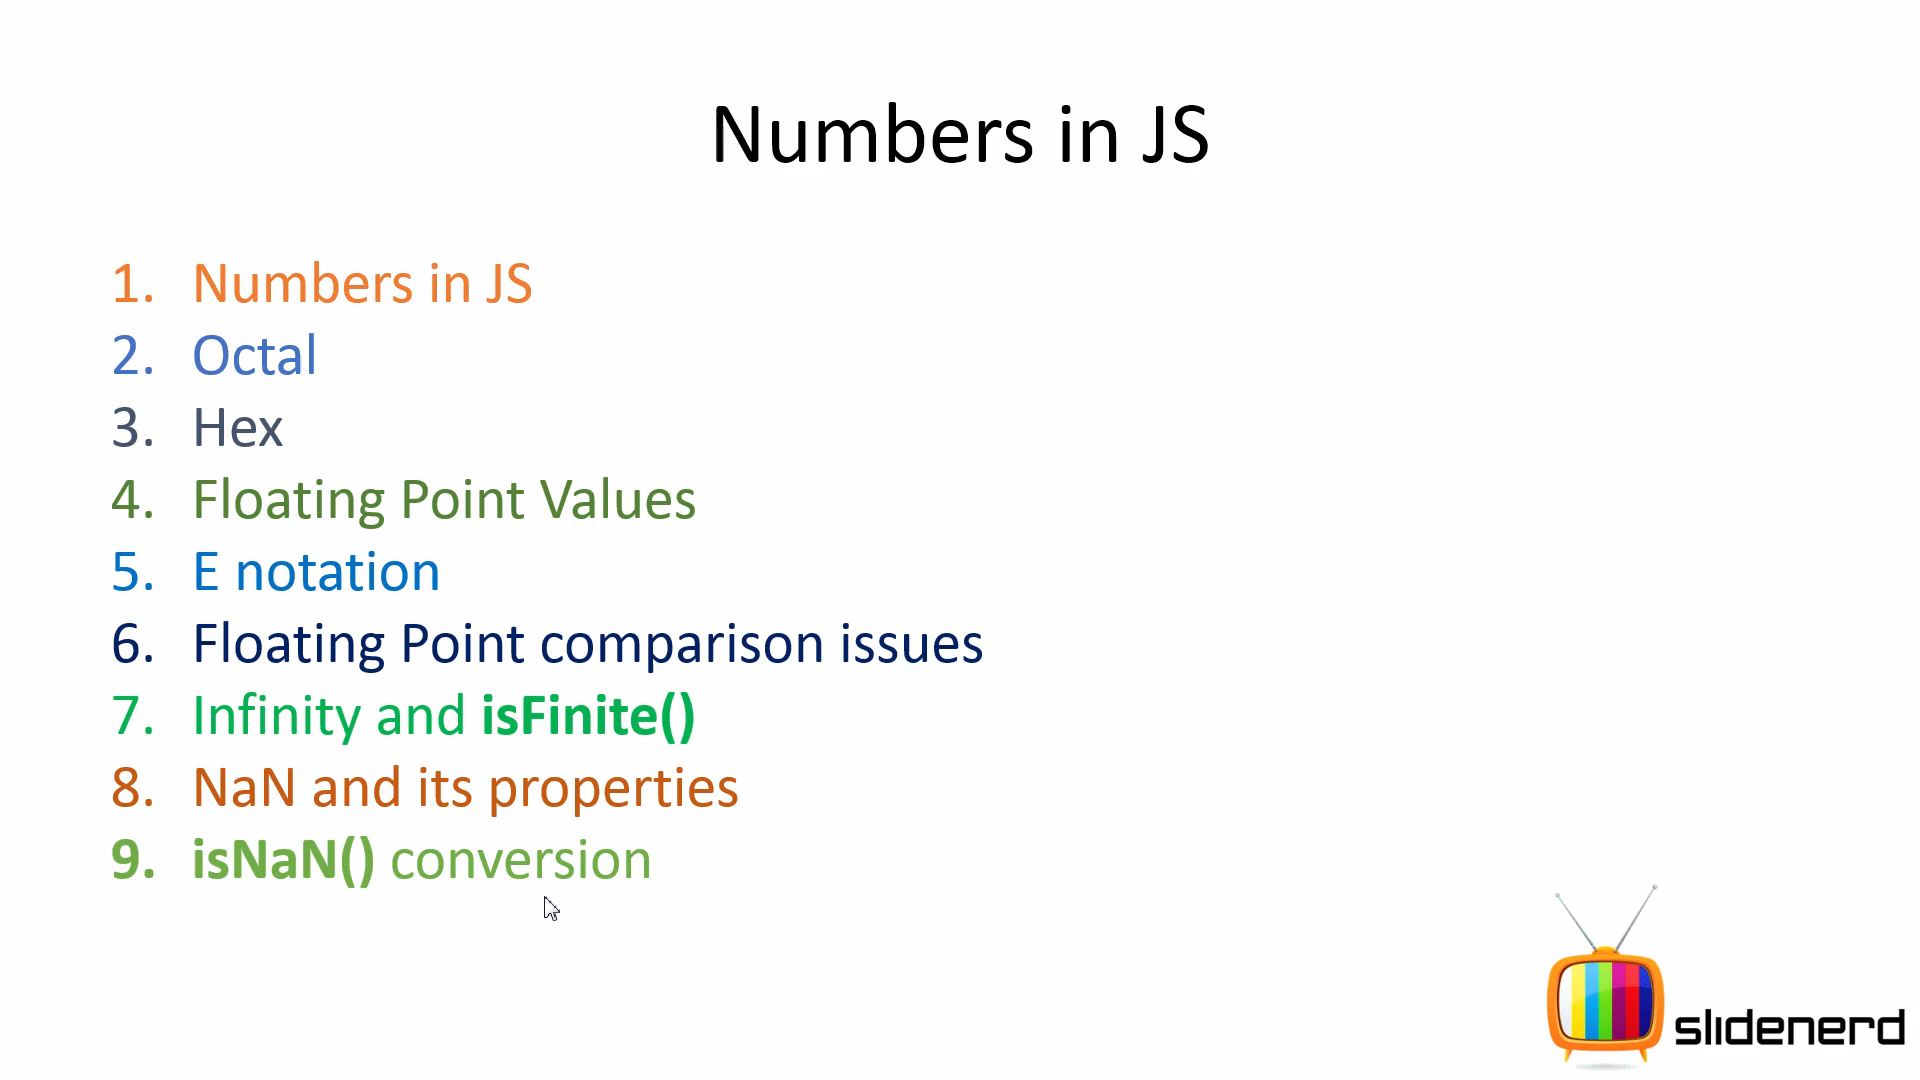 Numbers in JS
1. Numbers in JS
2. Octal
3. Hex
4. Floating Point Values
5. E notation
6. Floating Point comparison issues
7. Infinity and isFinite()
8. NaN and its properties
9. isNaN() conversion
slidenerd